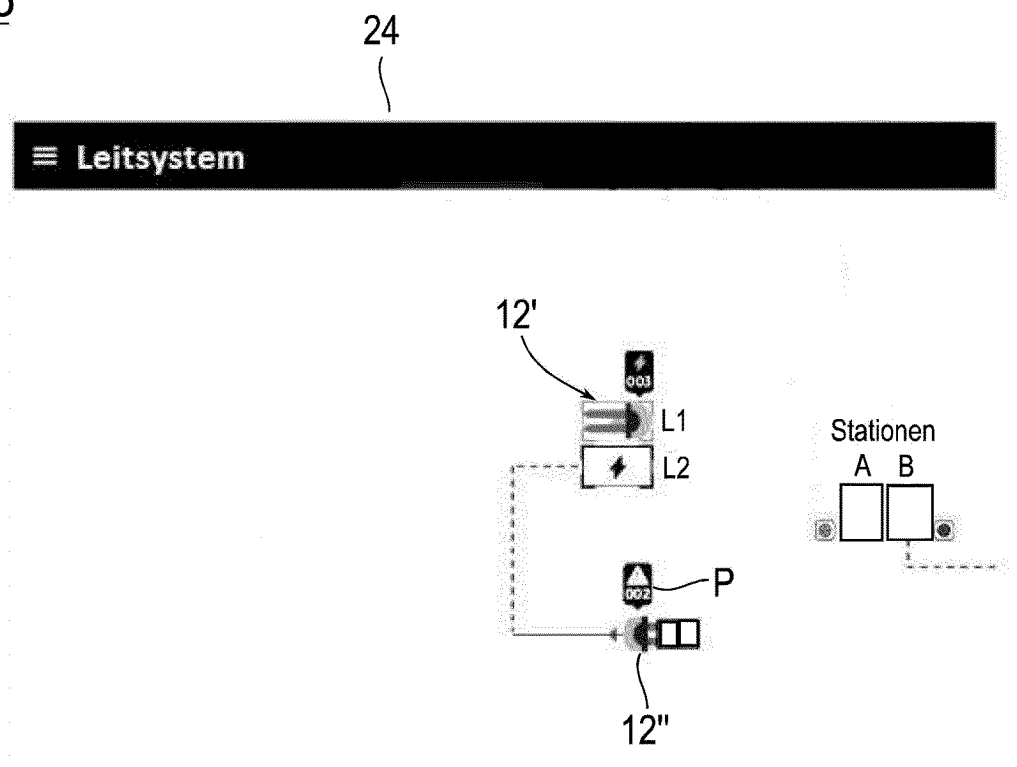 24
≡ Leitsystem
12'
003
L1
L2
Stationen
A B
002
P
12"